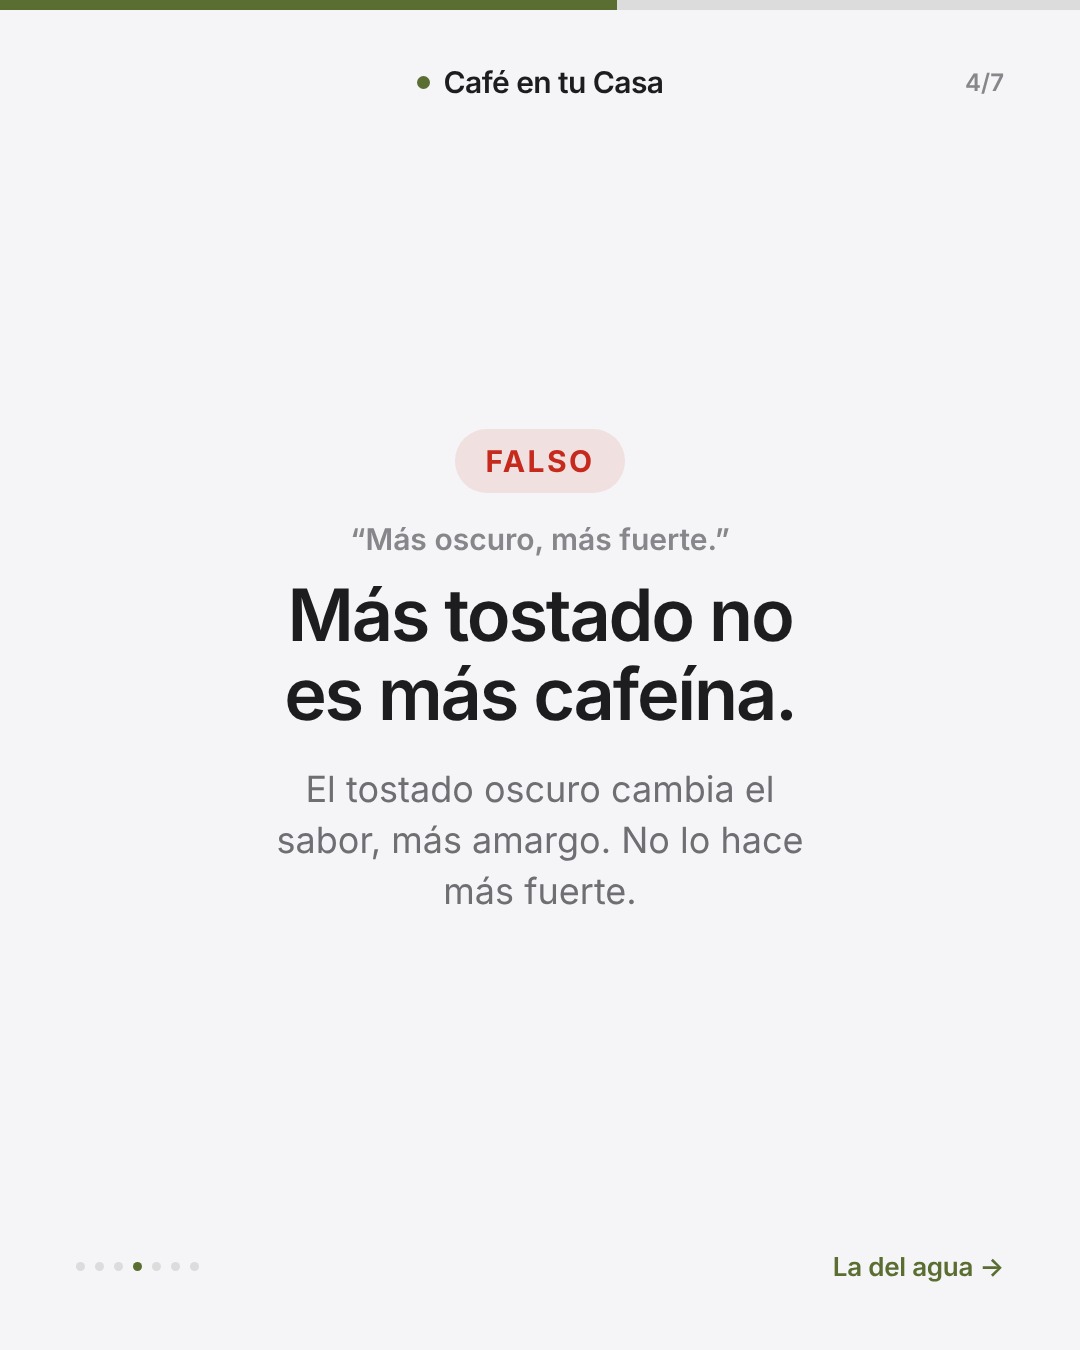 Café en tu Casa
4/7
FALSO
“Más oscuro, más fuerte.”
Más tostado no
es más cafeína.
El tostado oscuro cambia el
sabor, más amargo. No lo hace
más fuerte.
La del agua →